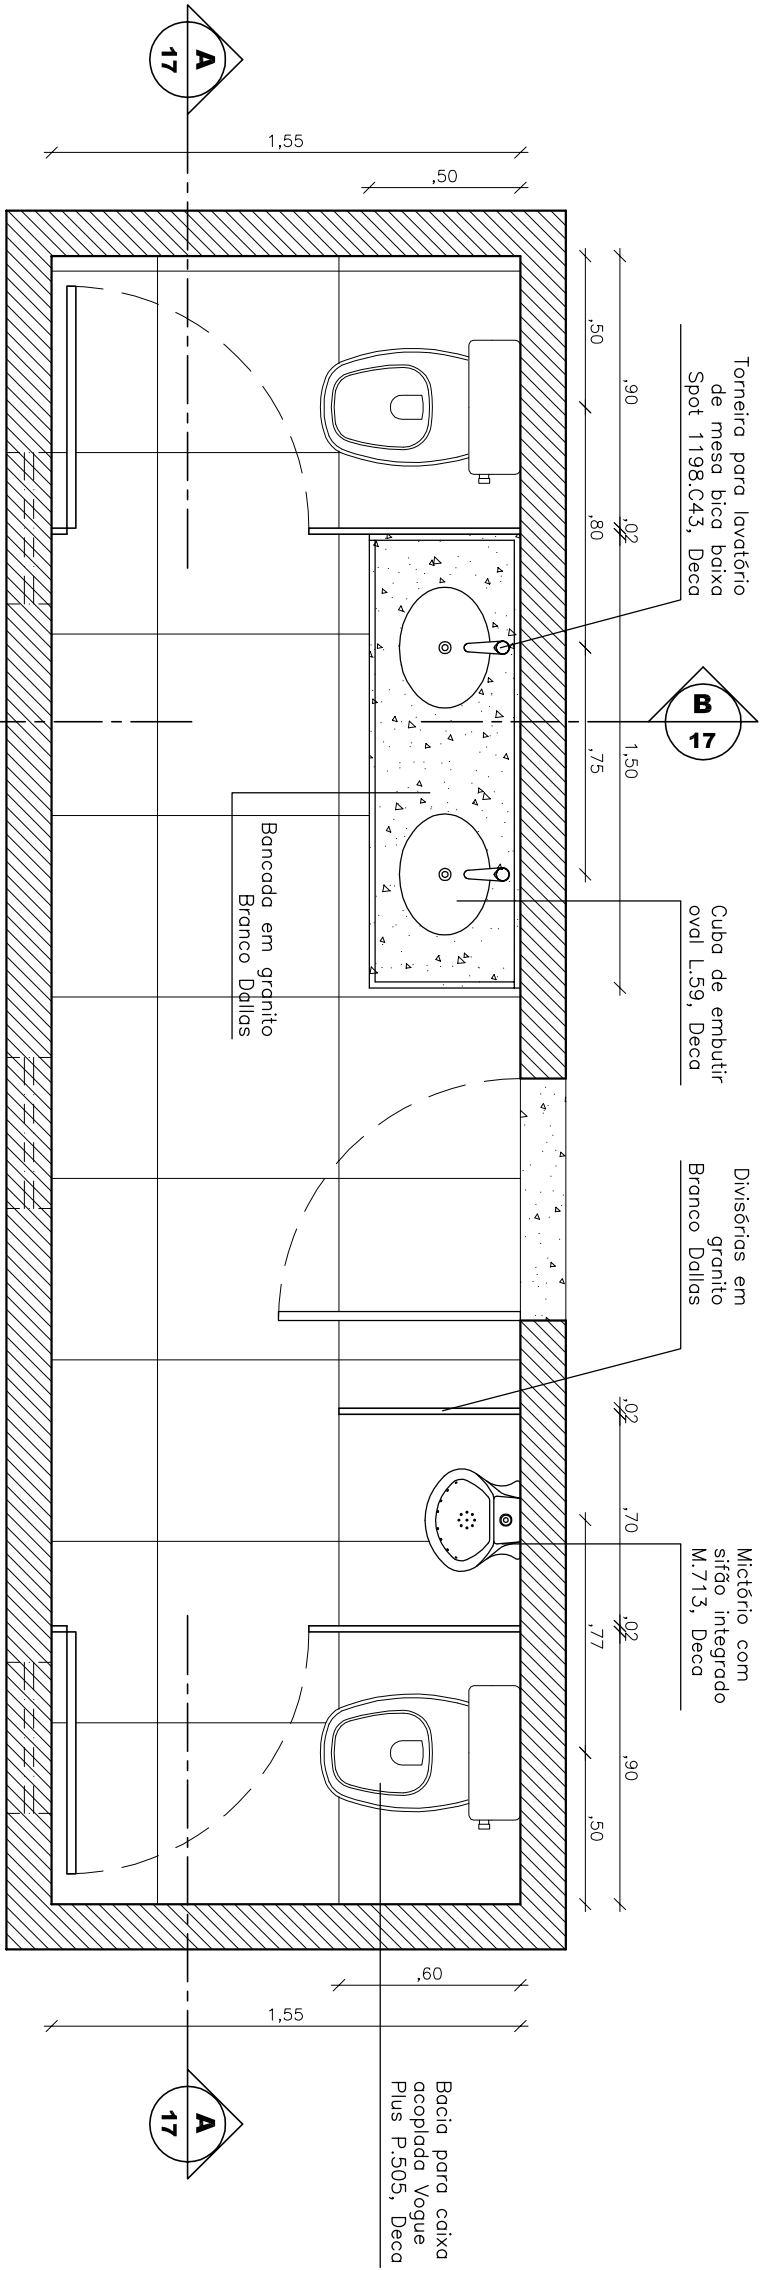 Torneira para lavatório
de mesa bica baixa
Spot 1198.C43, Deca
B
17
Cuba de embutir
oval L.59, Deca
Divisórias em
granito
Branco Dallas
Mictório com
sifão integrado
M.713, Deca
,90
,02
1,50
,02
,70
,02
,90
,50
,80
,75
,77
,50
A
17
1,55
,50
Bancada em granito
Branco Dallas
,60
1,55
Bacia para caixa
acoplada Vogue
Plus P.505, Deca
A
17